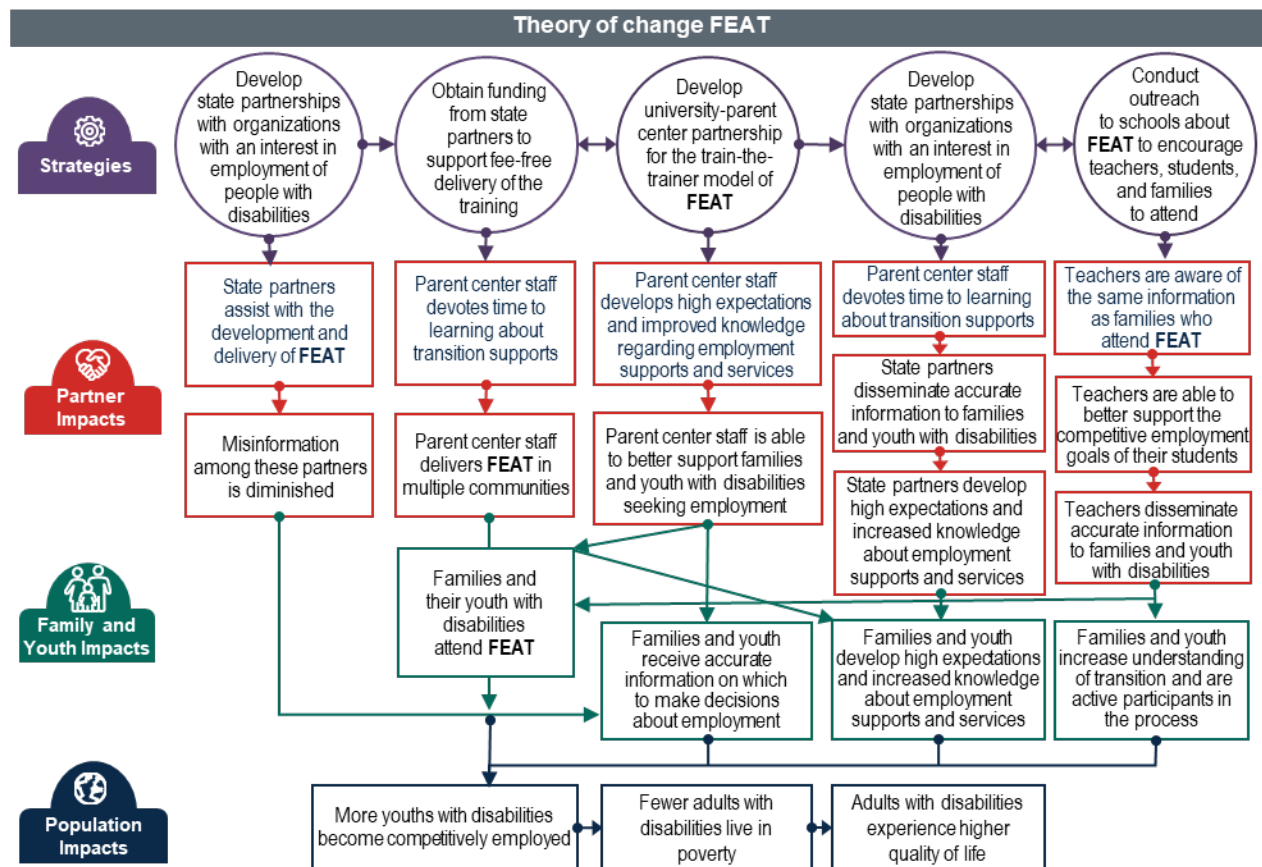 Theory of change FEAT
Strategies
Develop
state partnerships
with organizations
with an interest in
employment of
people with
disabilities
Obtain funding
from state
partners to
support fee-free
delivery of the
training
Develop
university-parent
center partnership
for the train-the-
trainer model of
FEAT
Develop
state partnerships
with organizations
with an interest in
employment of
people with
disabilities
Conduct
outreach
to schools about
FEAT to encourage
teachers, students,
and families
to attend
Partner
Impacts
State partners
assist with the
development and
delivery of FEAT
Parent center staff
devotes time to
learning about
transition supports
Parent center staff
develops high expectations
and improved knowledge
regarding employment
supports and services
Parent center staff
devotes time to learning
about transition supports
Teachers are aware of
the same information
as families who
attend FEAT
State partners
disseminate accurate
information to families
and youth with disabilities
Teachers are able to
better support the
competitive employment
goals of their students
Misinformation
among these partners
is diminished
Parent center staff
delivers FEAT in
multiple communities
Parent center staff is able
to better support families
and youth with disabilities
seeking employment
State partners develop
high expectations and
increased knowledge
about employment
supports and services
Teachers disseminate
accurate information
to families and youth
with disabilities
Family and
Youth Impacts
Families and
their youth with
disabilities
attend FEAT
Families and youth
receive accurate
information on which
to make decisions
about employment
Families and youth
develop high expectations
and increased knowledge
about employment
supports and services
Families and youth
increase understanding
of transition and are
active participants in
the process
Population
Impacts
More youths with disabilities
become competitively employed
Fewer adults with
disabilities live in
poverty
Adults with disabilities
experience higher
quality of life